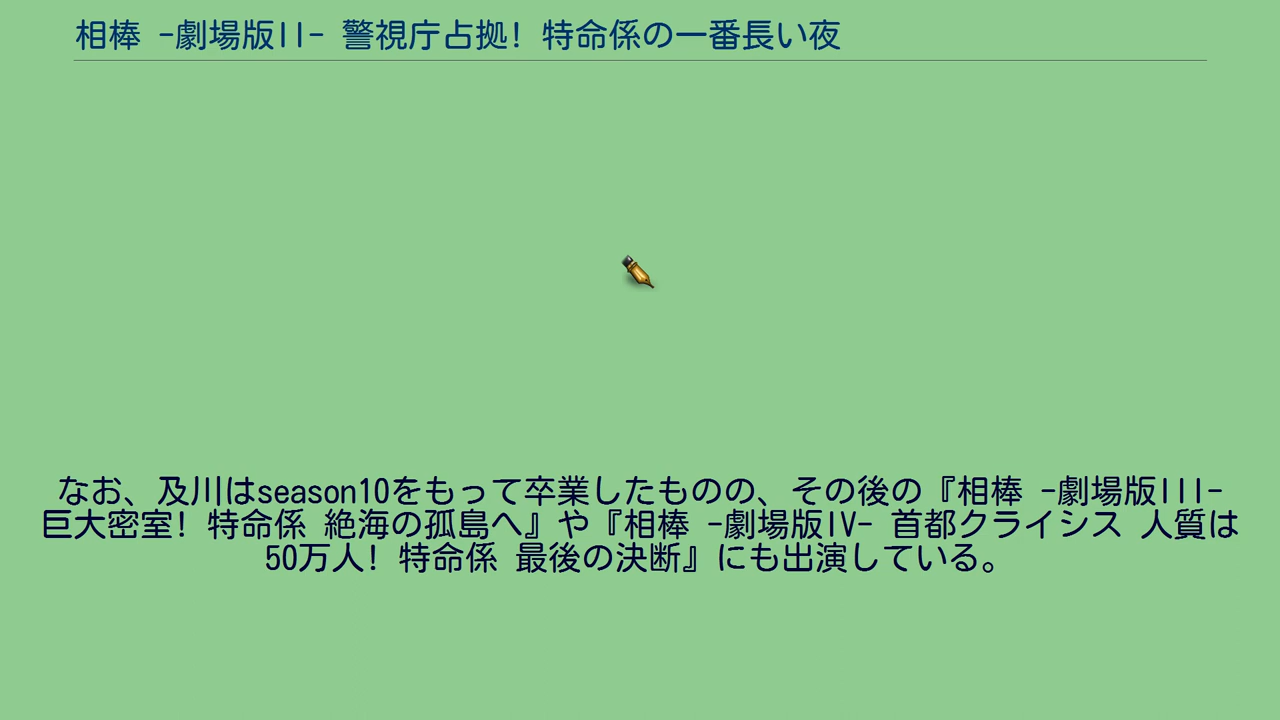 相棒 -劇場版II- 警視庁占拠! 特命係の一番長い夜
なお、及川はseason10をもって卒業したものの、その後の『相棒 -劇場版III-
巨大密室! 特命係 絶海の孤島へ』や『相棒 -劇場版IV- 首都クライシス 人質は
50万人! 特命係 最後の決断』にも出演している。